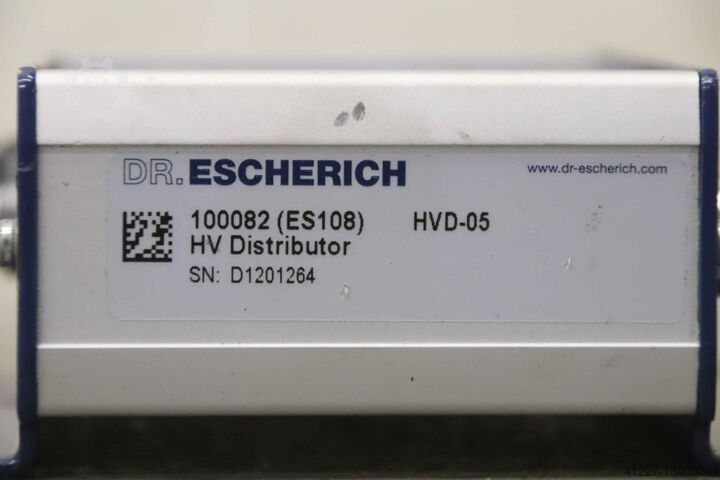 DR. ESCHERICH
www.dr-escherich.com
100082 (ES108) HVD-05
HV Distributor
SN: D1201264